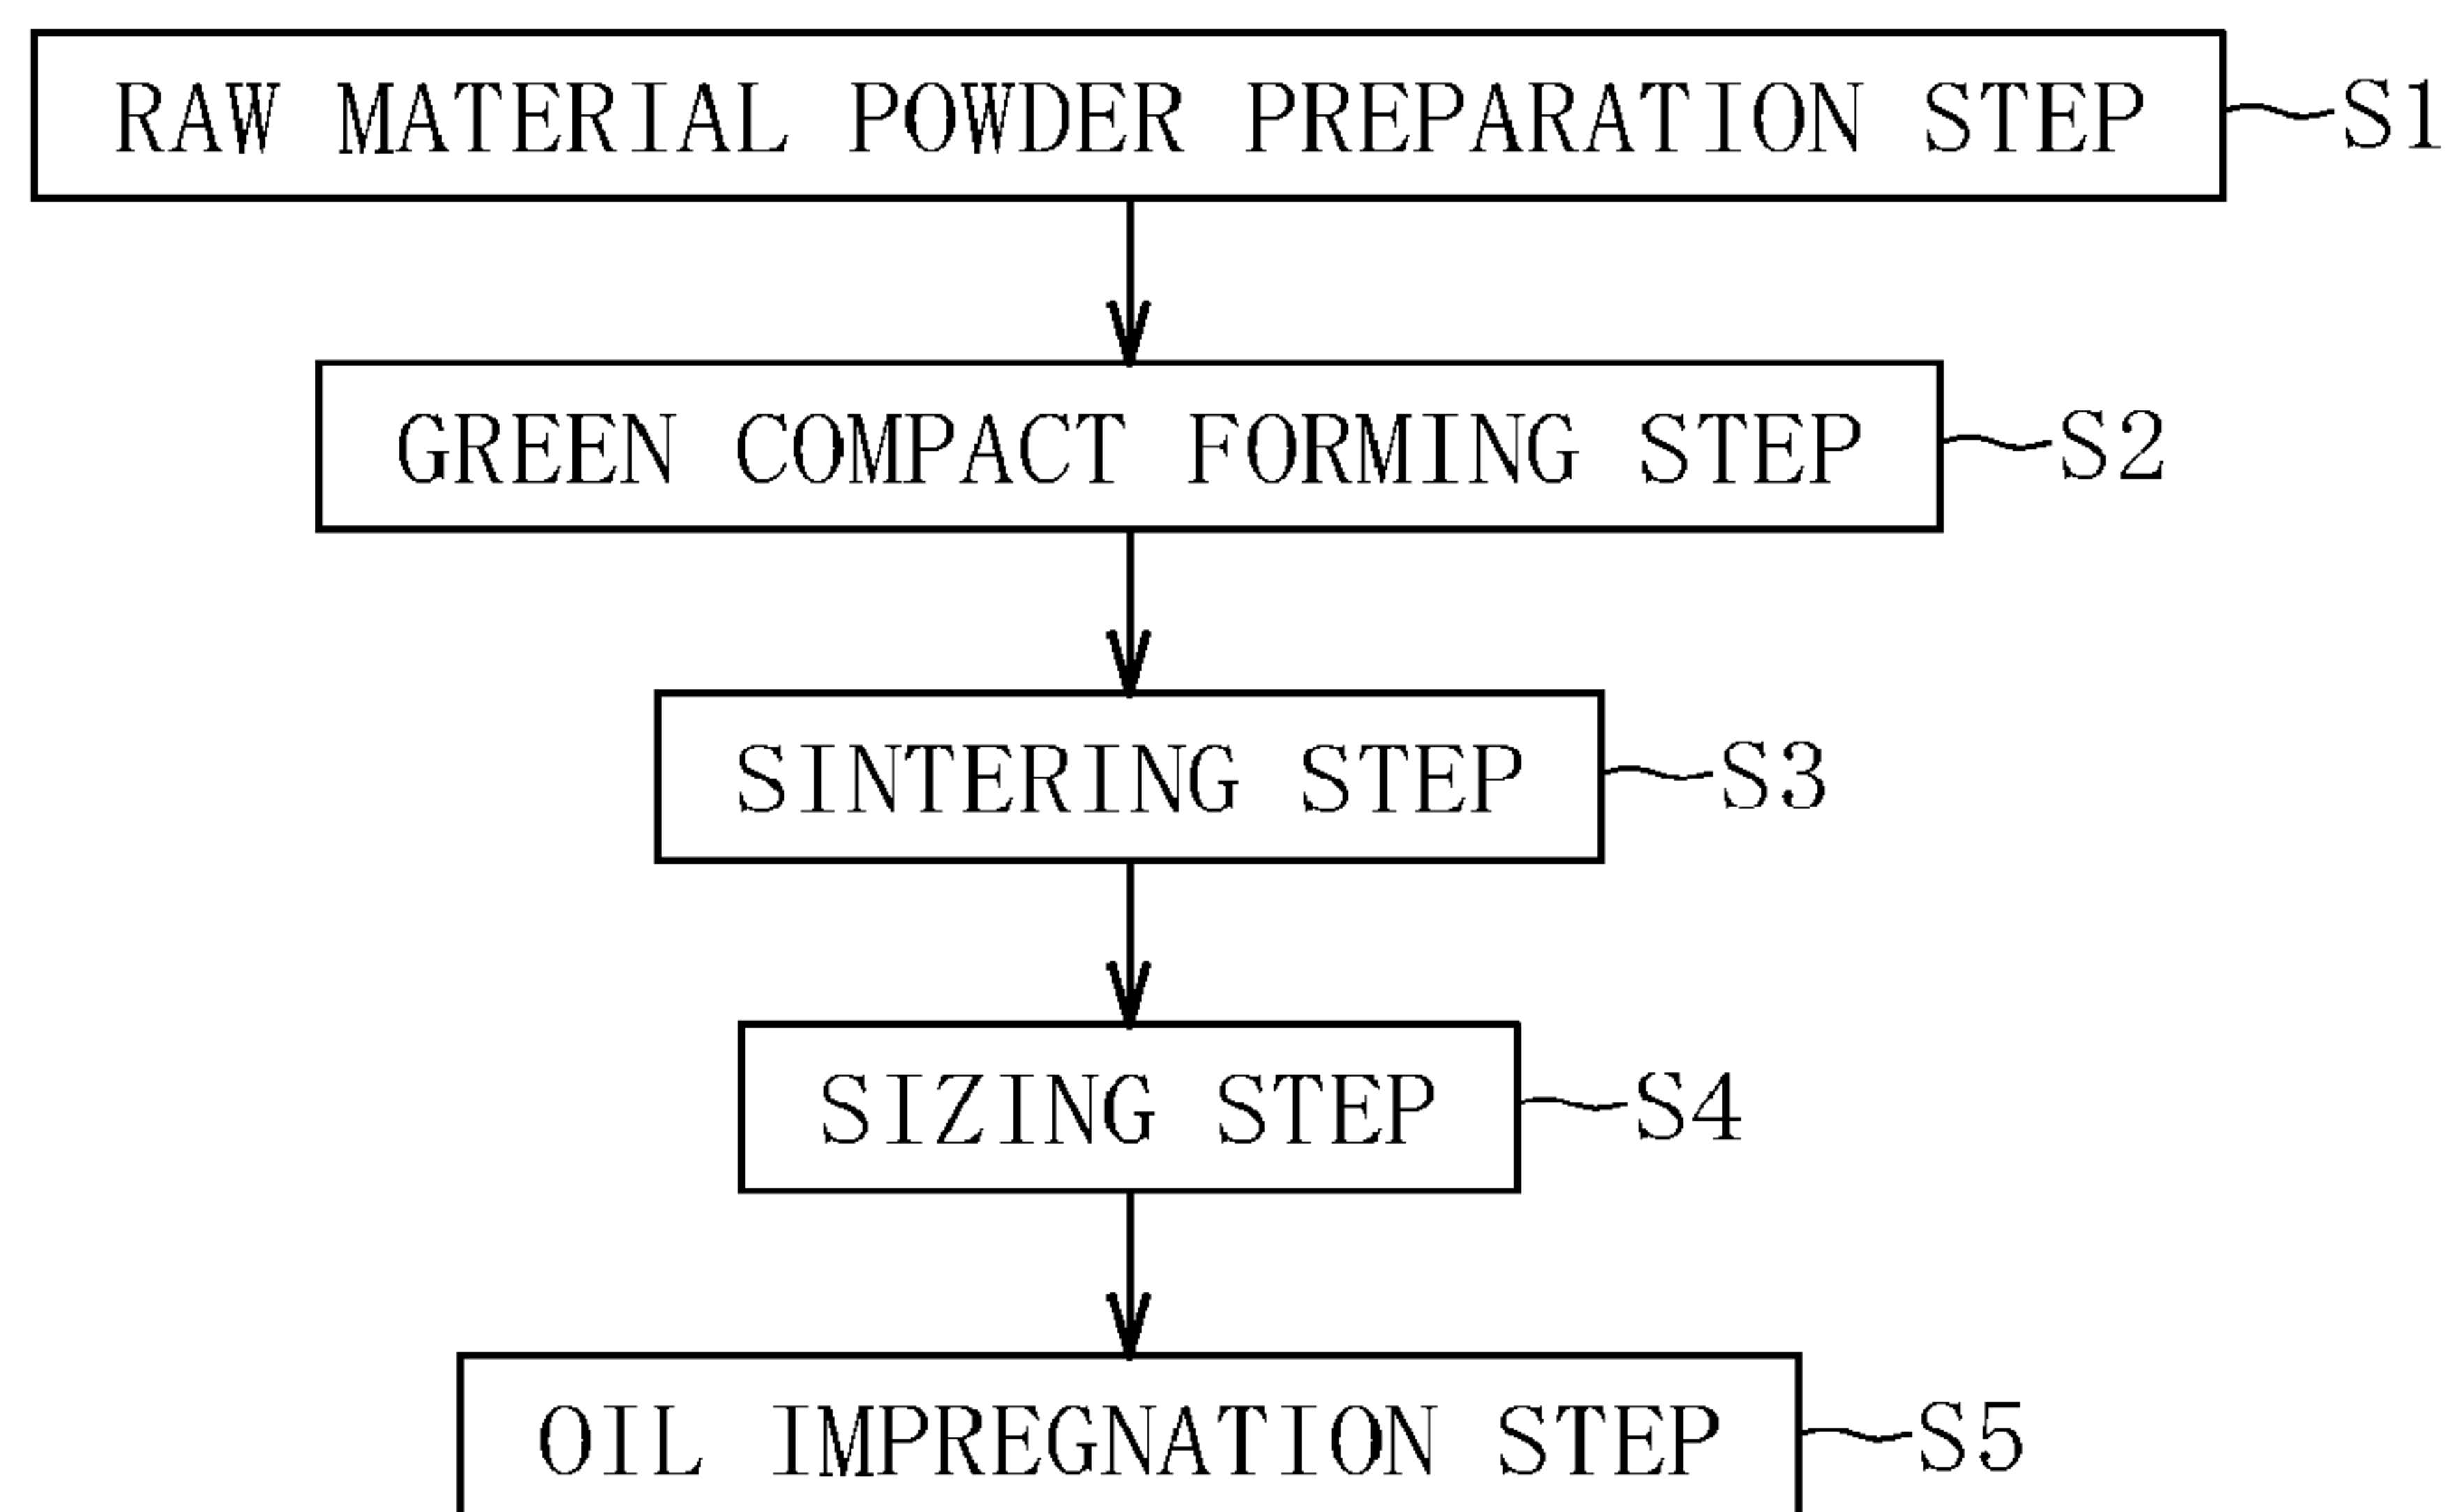 RAW MATERIAL POWDER PREPARATION STEP S1
GREEN COMPACT FORMING STEP S2
SINTERING STEP S3
SIZING STEP S4
OIL IMPREGNATION STEP S5